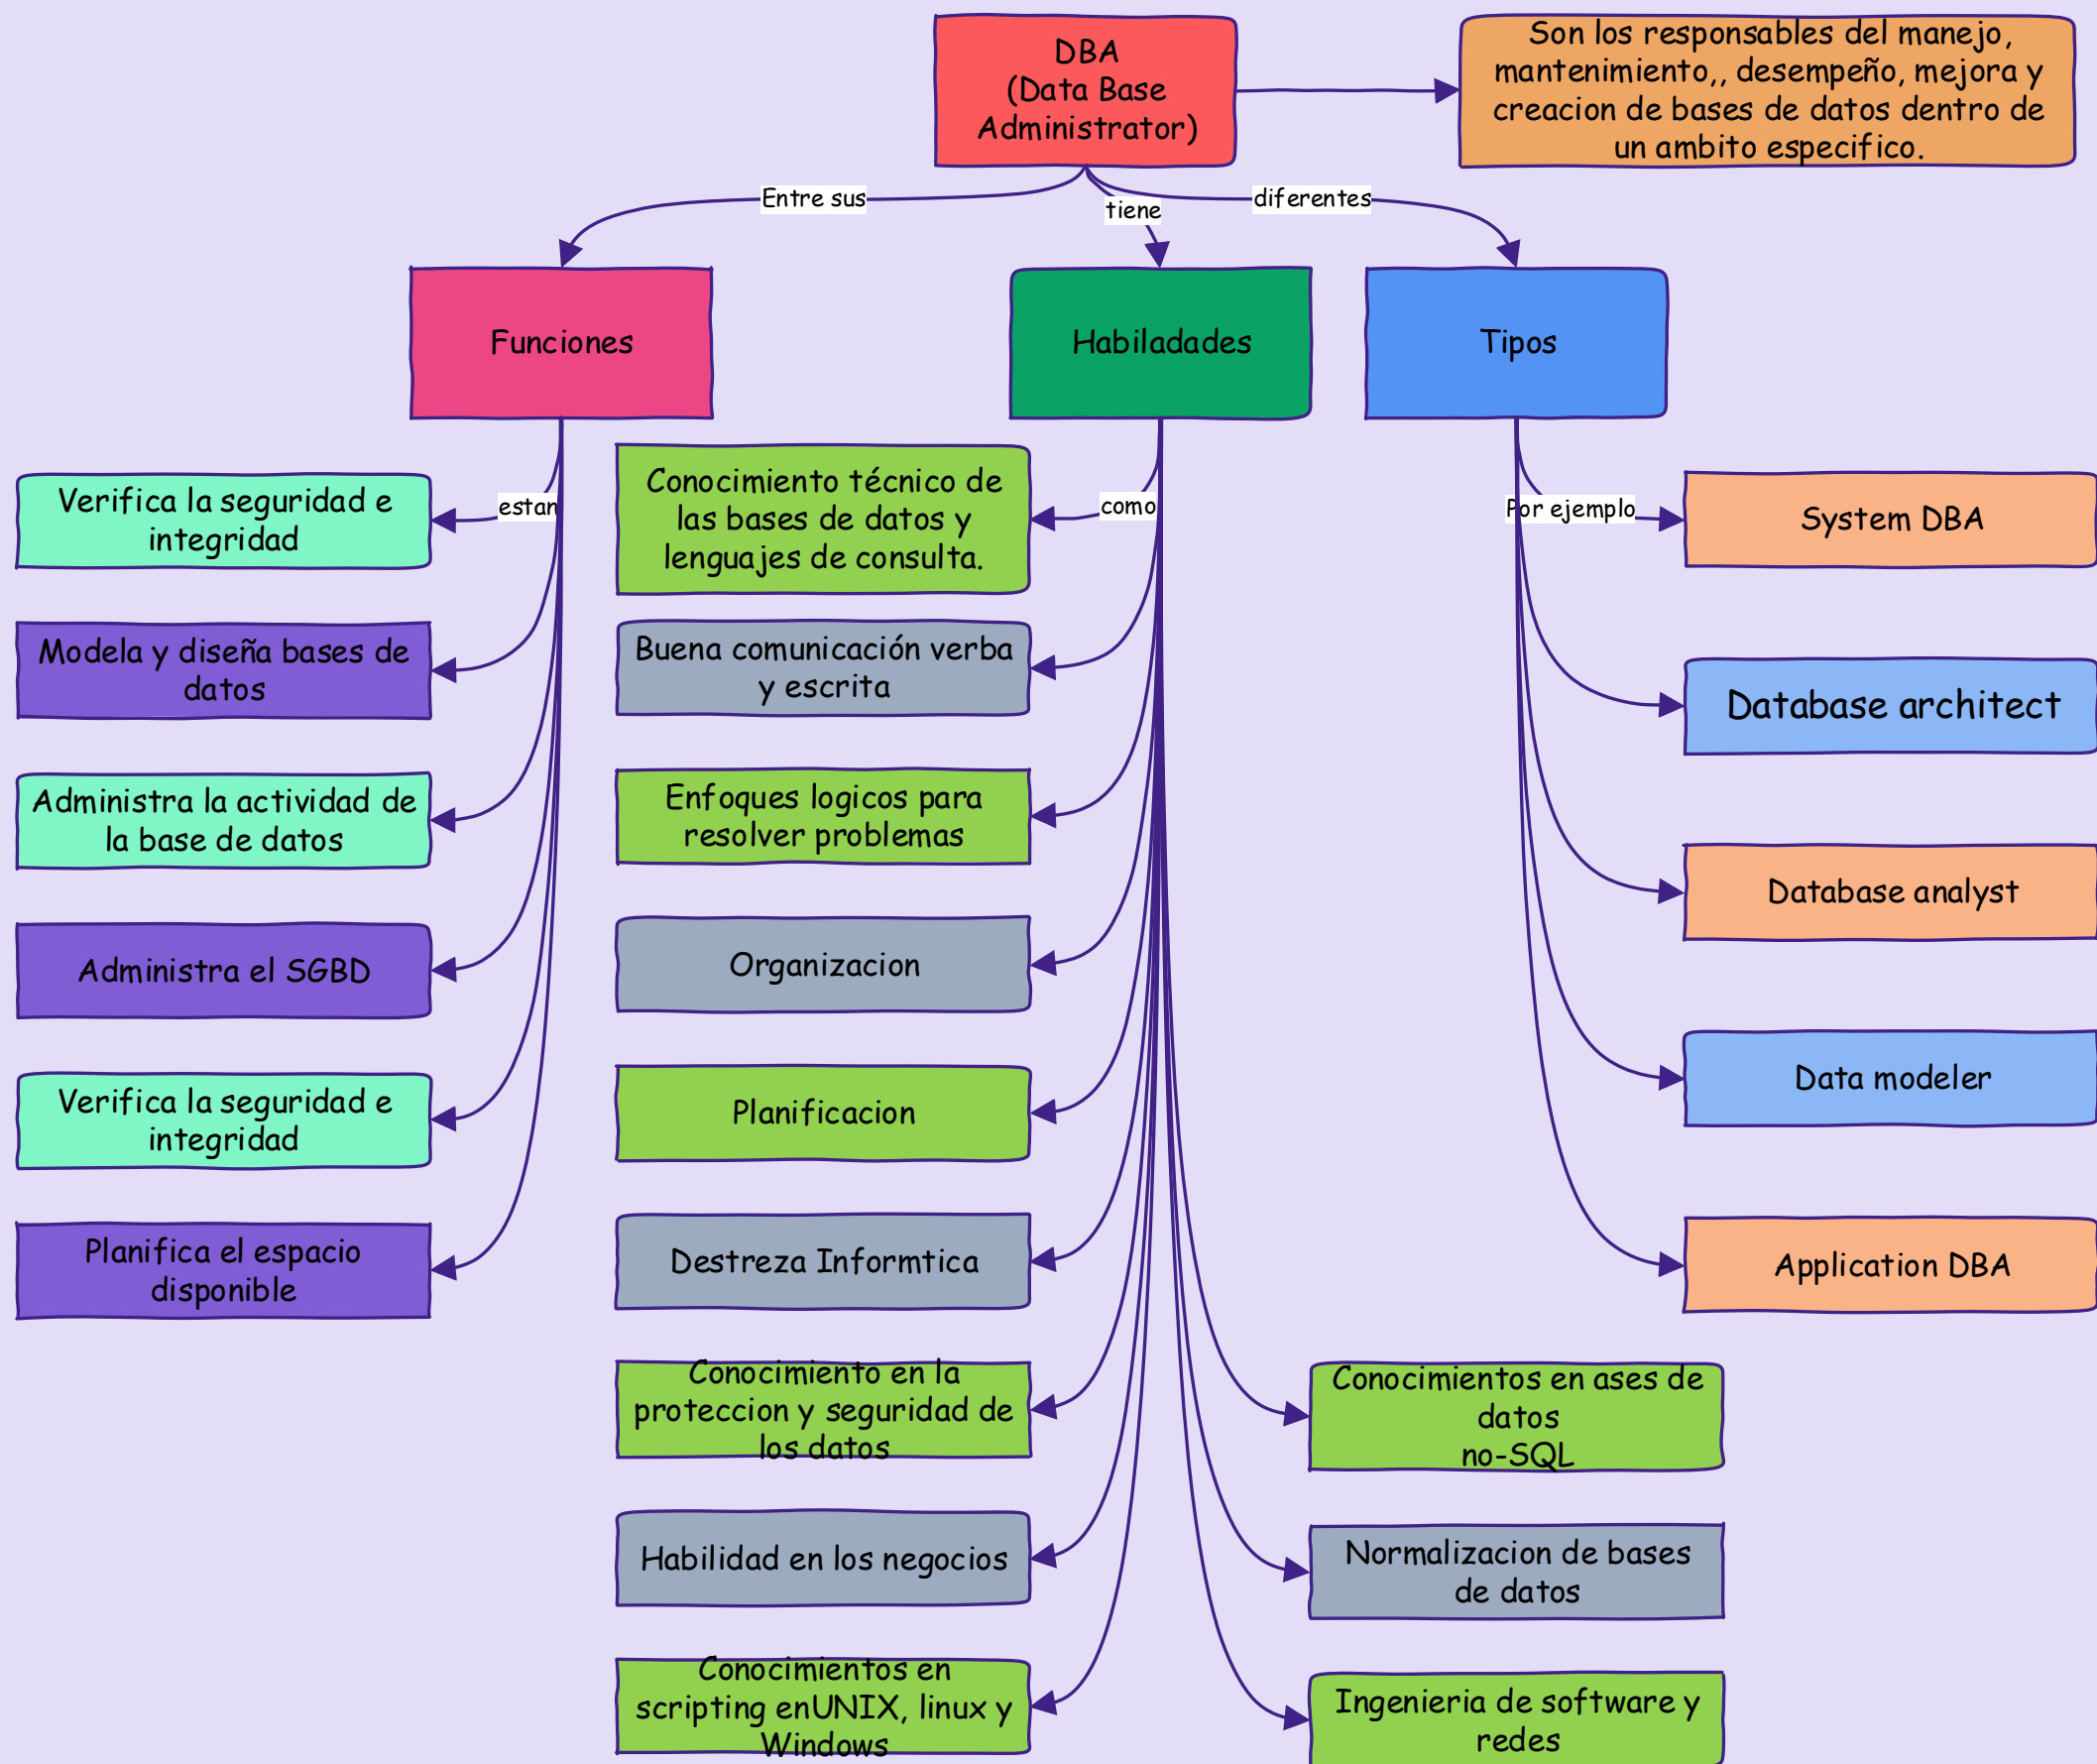 DBA
(Data Base
Administrator)
Son los responsables del manejo,
mantenimiento,, desempeño, mejora y
creacion de bases de datos dentro de
un ambito especifico.
Entre sus
tiene
diferentes
Funciones
Habiladades
Tipos
estan
Verifica la seguridad e
integridad
Modela y diseña bases de
datos
Administra la actividad de
la base de datos
Administra el SGBD
Verifica la seguridad e
integridad
Planifica el espacio
disponible
como
Conocimiento técnico de
las bases de datos y
lenguajes de consulta.
Buena comunicación verba
y escrita
Enfoques logicos para
resolver problemas
Organizacion
Planificacion
Destreza Informtica
Conocimiento en la
proteccion y seguridad de
los datos
Habilidad en los negocios
Conocimientos en
scripting enUNIX, linux y
Windows
Conocimientos en ases de
datos
no-SQL
Normalizacion de bases
de datos
Ingenieria de software y
redes
Por ejemplo
System DBA
Database architect
Database analyst
Data modeler
Application DBA